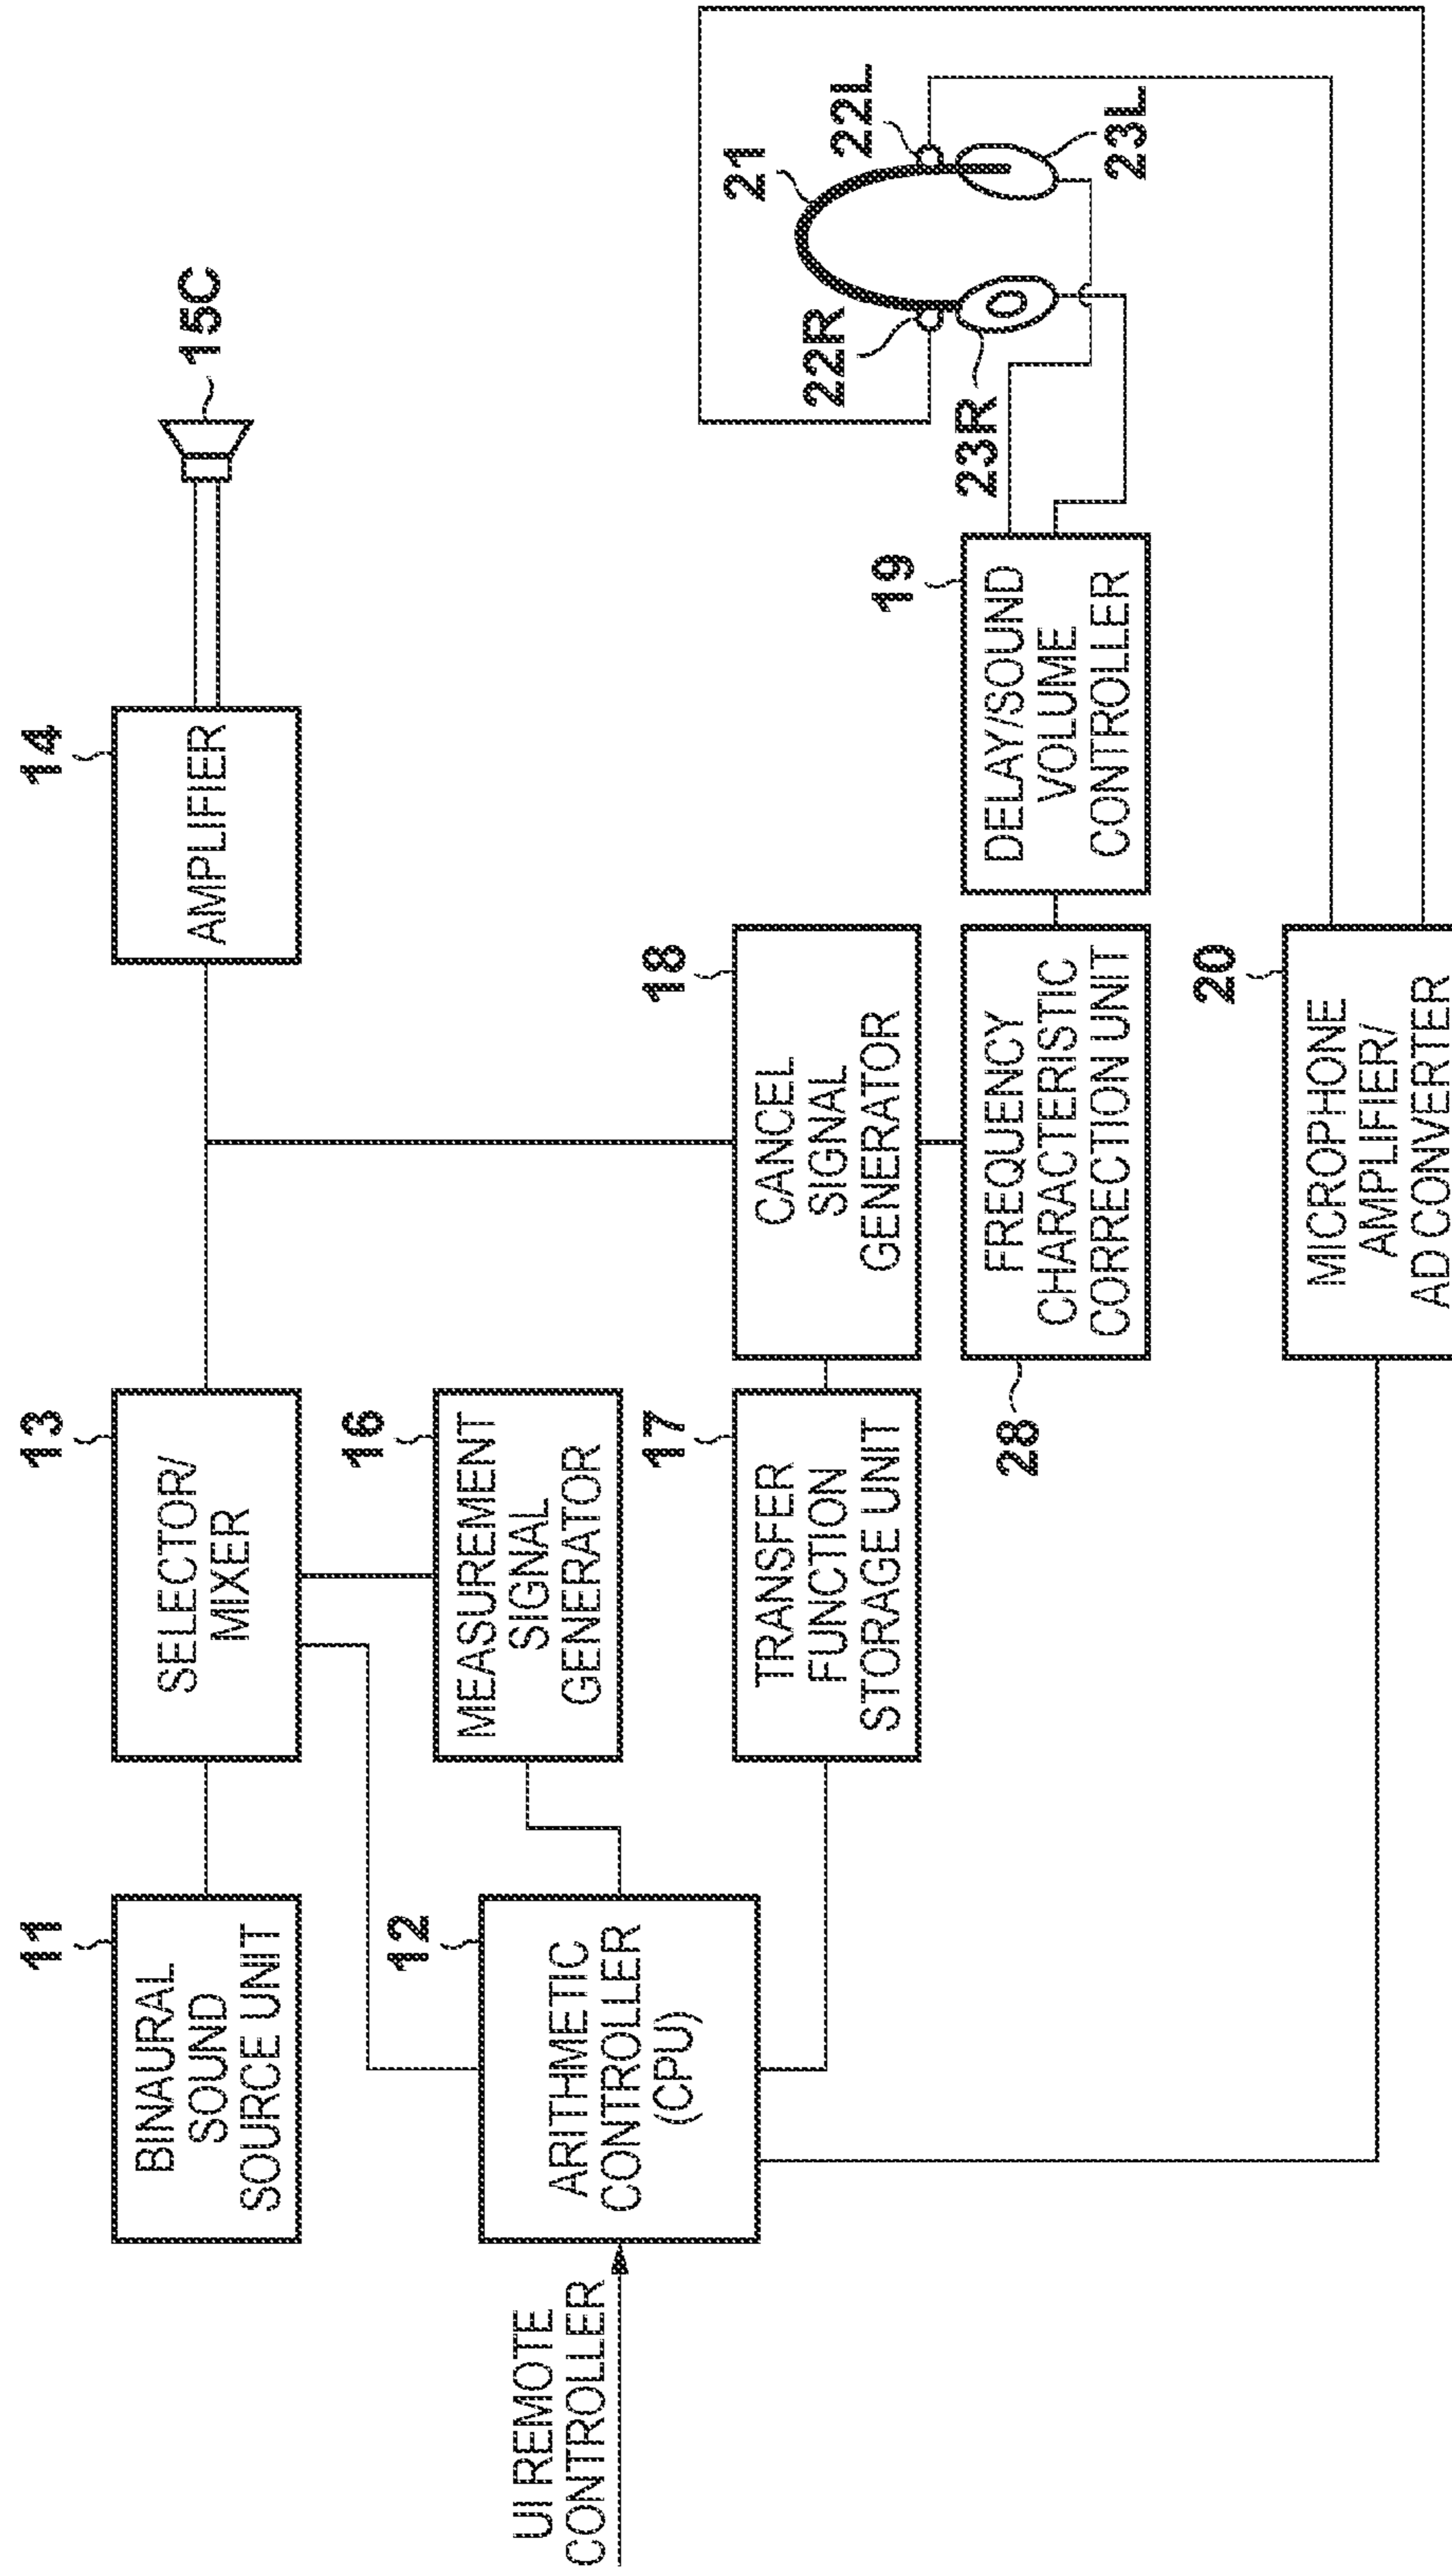 11
BINAURAL
SOUND
SOURCE UNIT
13
SELECTOR/
MIXER
14
AMPLIFIER
15C
UI REMOTE
CONTROLLER
12
ARITHMETIC
CONTROLLER
(CPU)
16
MEASUREMENT
SIGNAL
GENERATOR
17
TRANSFER
FUNCTION
STORAGE UNIT
18
CANCEL
SIGNAL
GENERATOR
28
FREQUENCY
CHARACTERISTIC
CORRECTION UNIT
19
DELAY/SOUND
VOLUME
CONTROLLER
21
22R
22L
23R
23L
20
MICROPHONE
AMPLIFIER/
AD CONVERTER